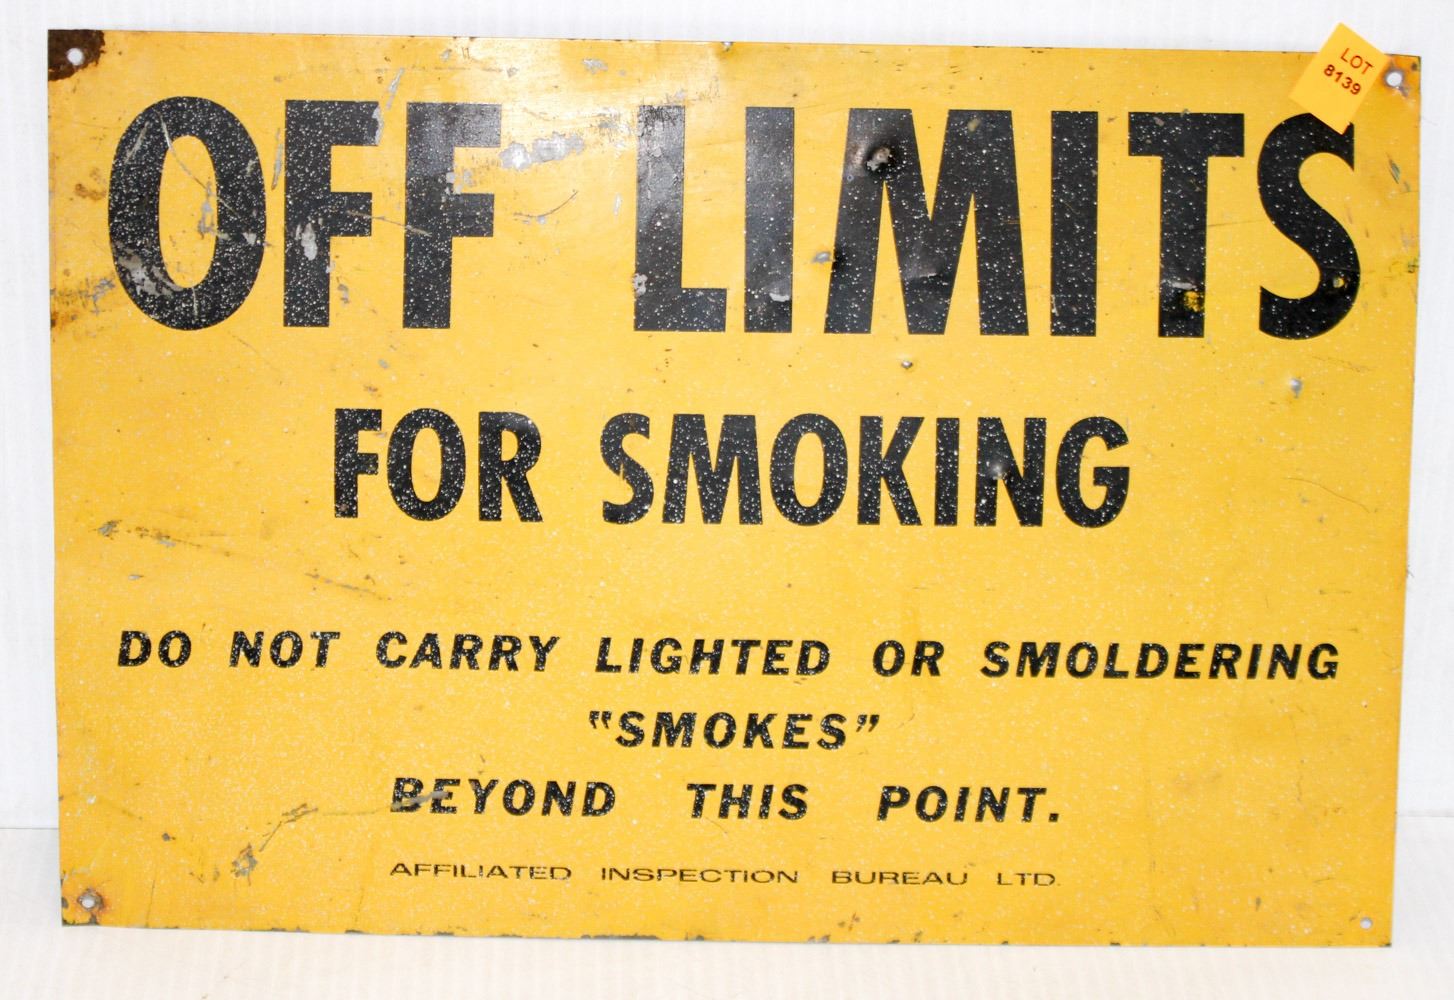 LOT
8139
OFF LIMITS
FOR SMOKING
DO NOT CARRY LIGHTED OR SMOLDERING
"SMOKES"
BEYOND THIS POINT.
AFFILIATED INSPECTION BUREAU LTD.